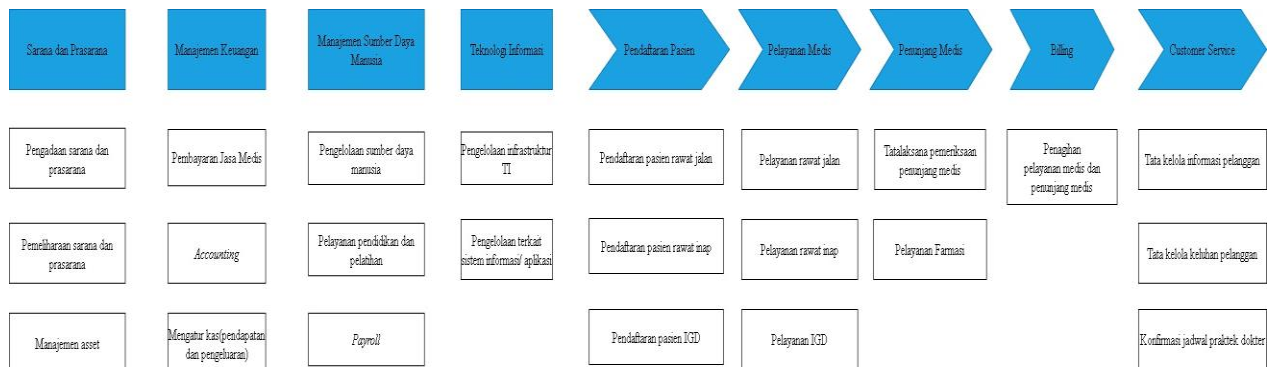 Sarana dan Prasarana
Manajemen Keuangan
Manajemen Sumber Daya
Manusia
Teknologi Informasi
Pendaftaran Pasien
Pelayanan Medis
Penunjang Medis
Billing
Customer Service
Pengadaan sarana dan
prasarana
Pembayaran Jasa Medis
Pengelolaan sumber daya
manusia
Pengelolaan infrastruktur
TI
Pendaftaran pasien rawat jalan
Pelayanan rawat jalan
Tatalaksana pemeriksaan
penunjang medis
Penagihan
pelayanan medis dan
penunjang medis
Tata kelola informasi pelanggan
Pemeliharaan sarana dan
prasarana
Accounting
Pelayanan pendidikan dan
pelatihan
Pengelolaan terkait
sistem informasi/ aplikasi
Pendaftaran pasien rawat inap
Pelayanan rawat inap
Pelayanan Farmasi
Tata kelola keluhan pelanggan
Manajemen asset
Mengatur kas(pendapatan
dan pengeluaran)
Payroll
Pendaftaran pasien IGD
Pelayanan IGD
Konfirmasi jadwal praktek dokter